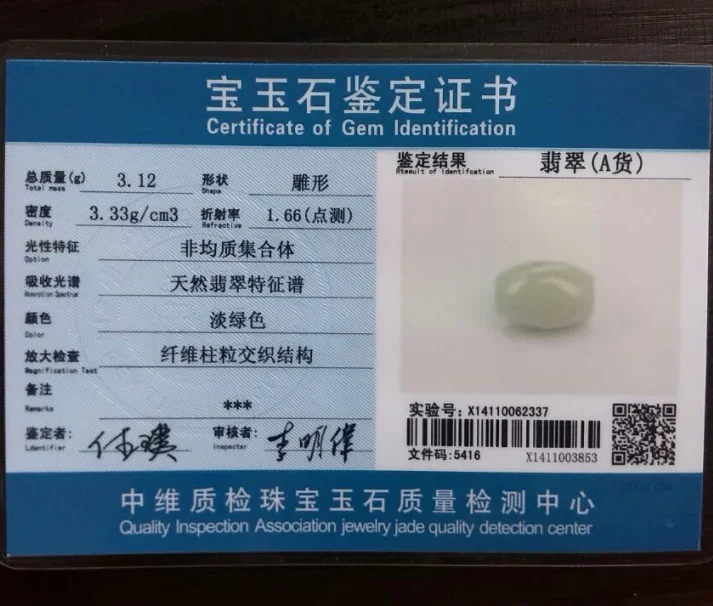 宝玉石鉴定证书
Certificate of Gem Identification
总质量(g) 3.12 形状 雕形
Total mass Shape
密度 3.33g/cm3 折射率 1.66(点测)
Density Refractive
光性特征 非均质集合体
Option
吸收光谱 天然翡翠特征谱
Absorption Spectrum
颜色 淡绿色
Color
放大检查 纤维柱粒交织结构
Magnification Test
备注 ***
Remarks
鉴定者: 审核者: 李明伟
Identifier Inspector
鉴定结果 翡翠(A货)
Rtesult of Identifcation
实验号: X14110062337
文件码: 5416 X1411003853
中维质检珠宝玉石质量检测中心
Quality Inspection Association jewelry jade quality detection center